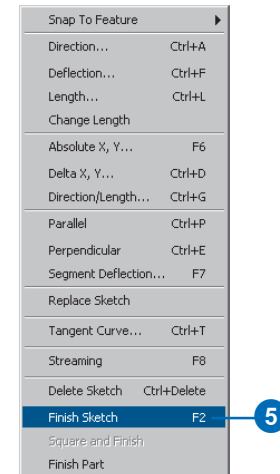 Snap To Feature
Direction... Ctrl+A
Deflection... Ctrl+F
Length... Ctrl+L
Change Length
Absolute X, Y... F6
Delta X, Y... Ctrl+D
Direction/Length... Ctrl+G
Parallel Ctrl+P
Perpendicular Ctrl+E
Segment Deflection... F7
Replace Sketch
Tangent Curve... Ctrl+T
Streaming F8
Delete Sketch Ctrl+Delete
Finish Sketch F2 5
Square and Finish
Finish Part